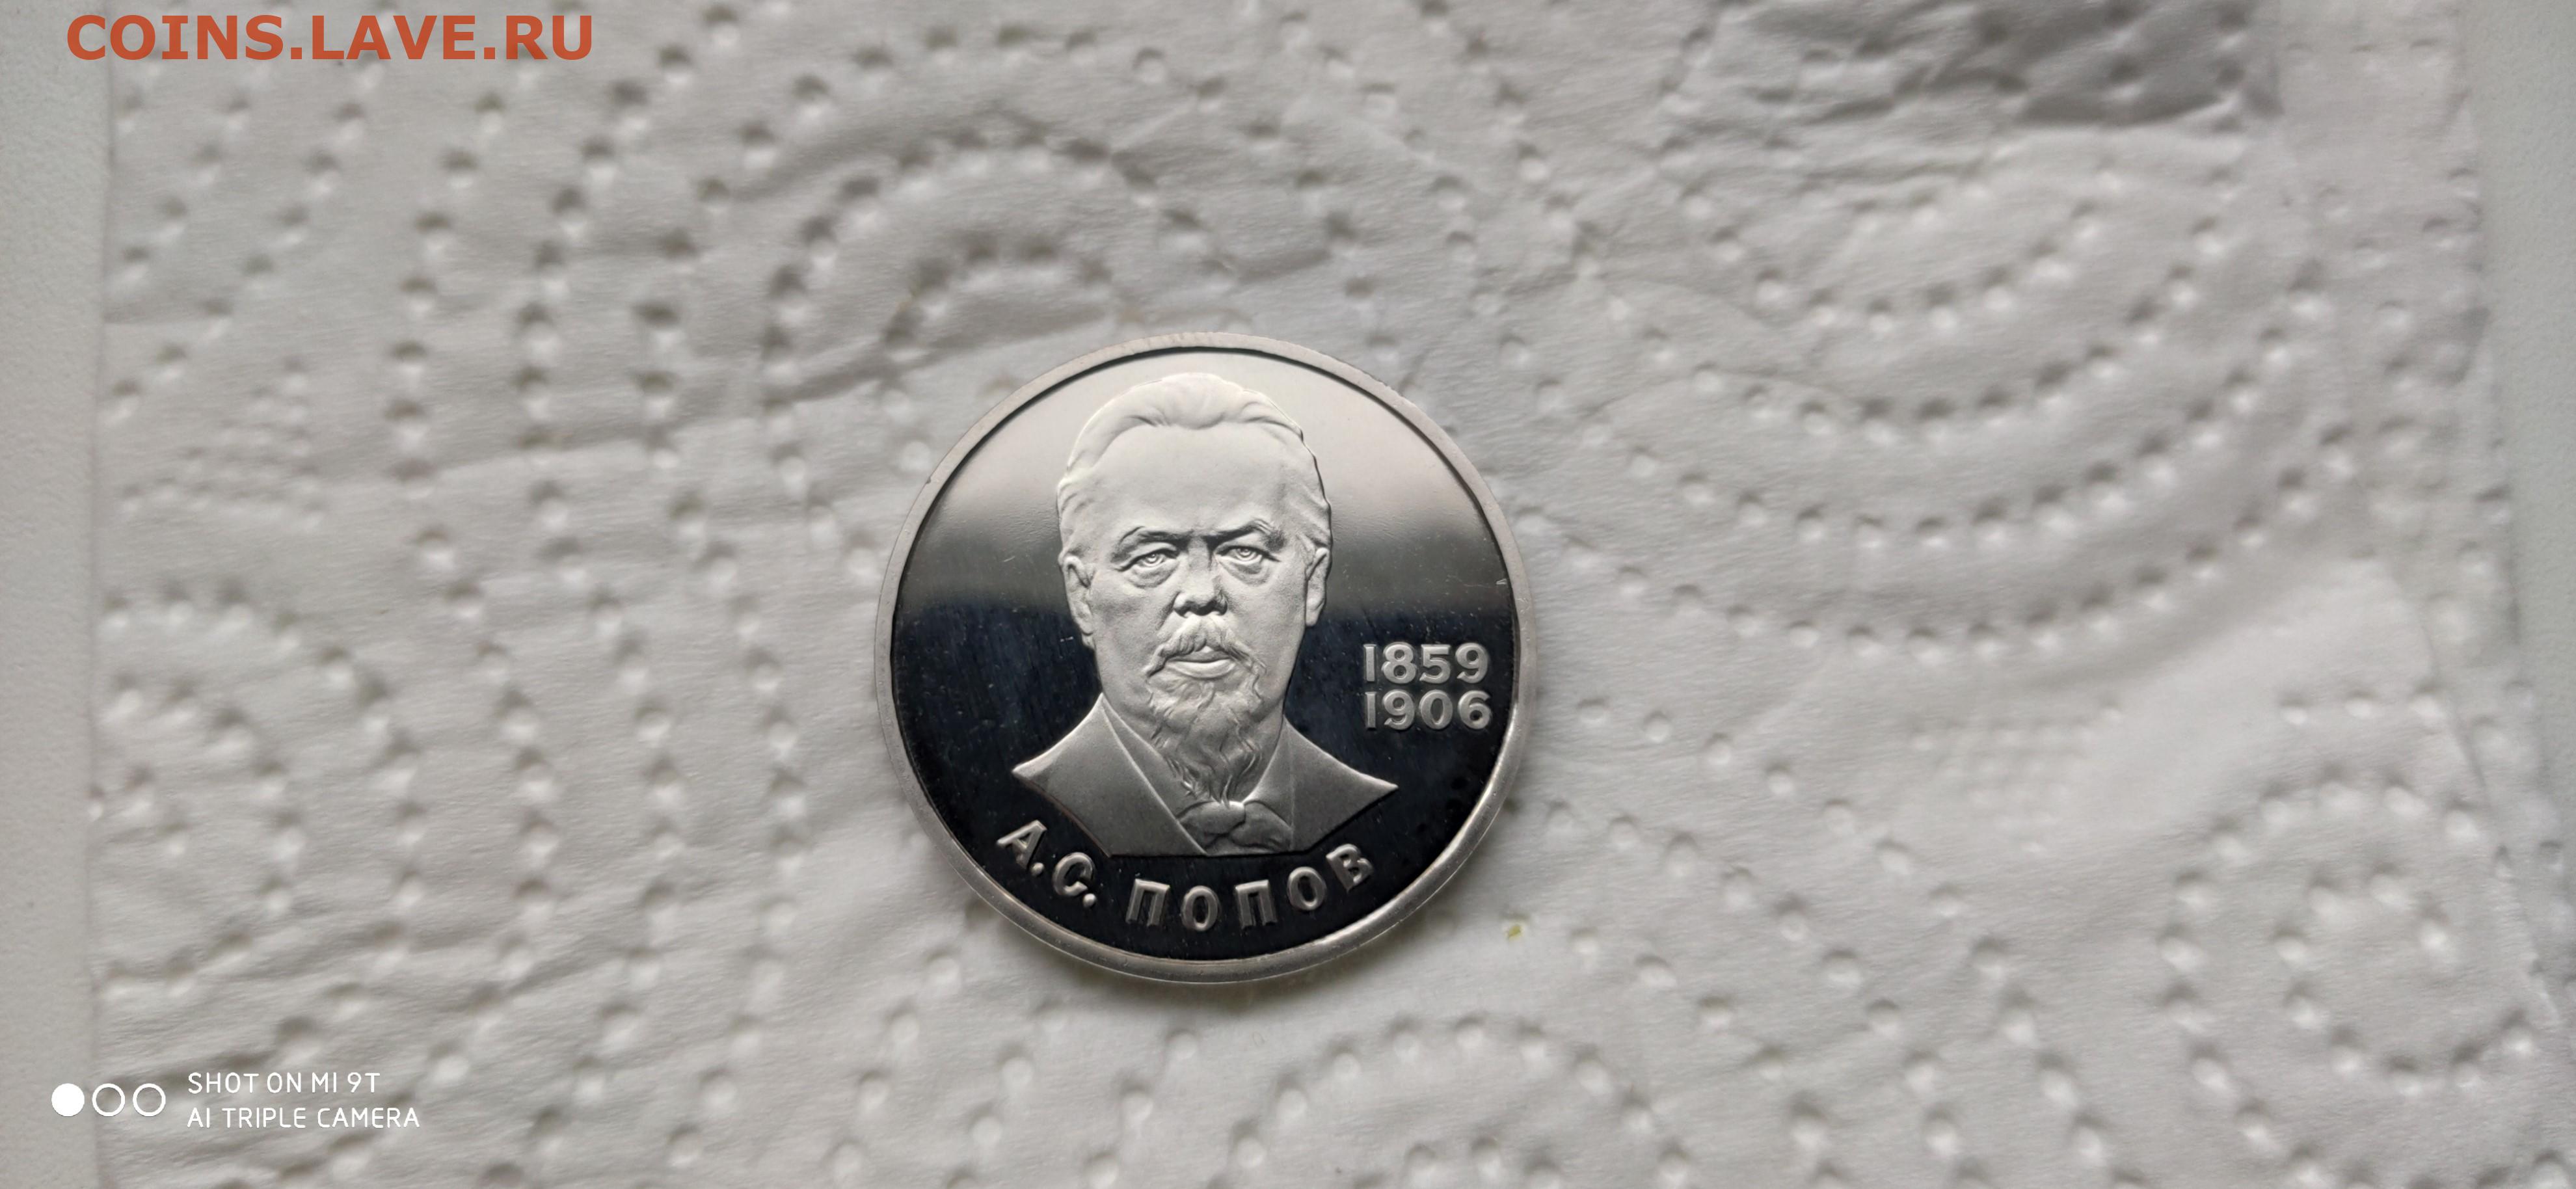 COINS.LAVE.RU
1859
1906
А.С. ПОПОВ
SHOT ON MI 9T
AI TRIPLE CAMERA